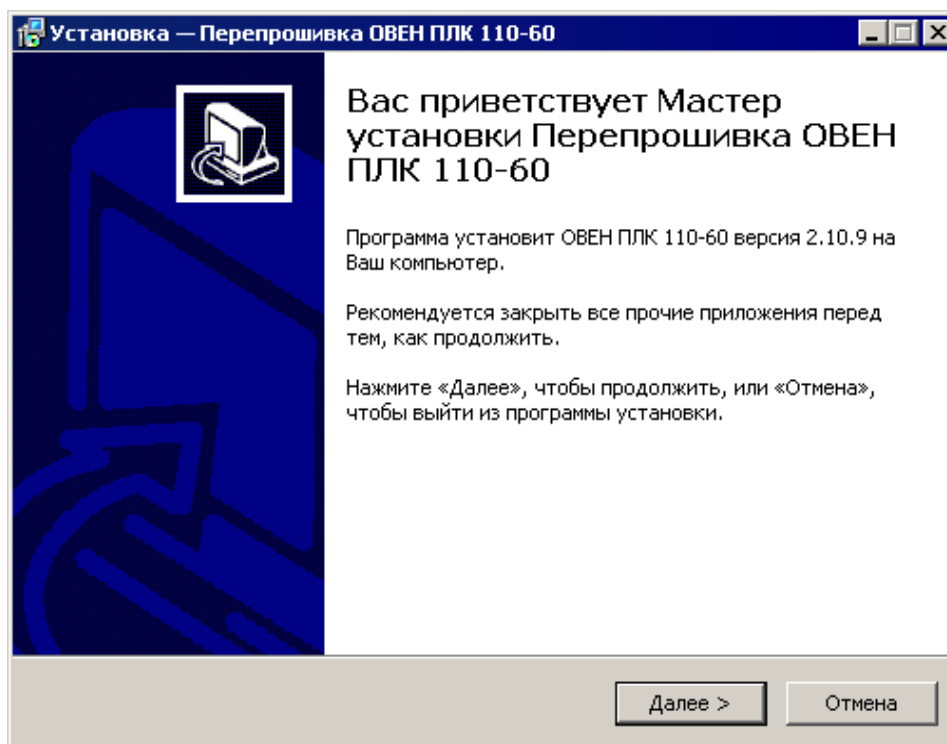 Установка — Перепрошивка ОВЕН ПЛК 110-60
Вас приветствует Мастер
установки Перепрошивка ОВЕН
ПЛК 110-60
Программа установит ОВЕН ПЛК 110-60 версия 2.10.9 на
Ваш компьютер.
Рекомендуется закрыть все прочие приложения перед
тем, как продолжить.
Нажмите «Далее», чтобы продолжить, или «Отмена»,
чтобы выйти из программы установки.
Далее >
Отмена